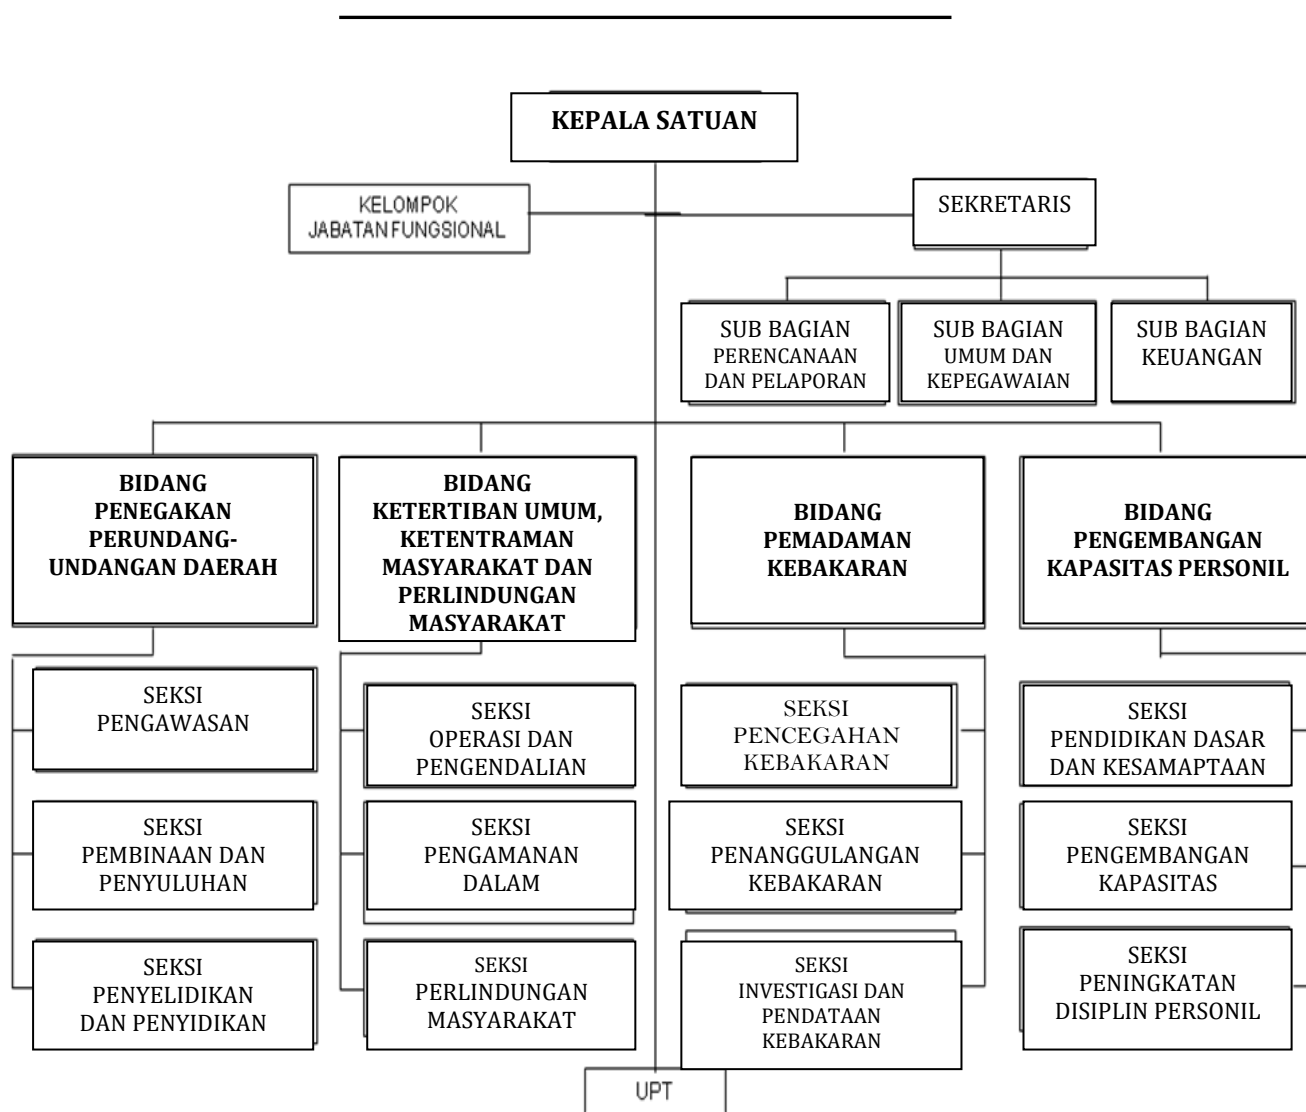 KEPALA SATUAN
KELOMPOK
JABATAN FUNGSIONAL
SEKRETARIS
SUB BAGIAN
PERENCANAAN
DAN PELAPORAN
SUB BAGIAN
UMUM DAN
KEPEGAWAIAN
SUB BAGIAN
KEUANGAN
BIDANG
PENEGAKAN
PERUNDANG-
UNDANGAN DAERAH
BIDANG
KETERTIBAN UMUM,
KETENTRAMAN
MASYARAKAT DAN
PERLINDUNGAN
MASYARAKAT
BIDANG
PEMADAMAN
KEBAKARAN
BIDANG
PENGEMBANGAN
KAPASITAS PERSONIL
SEKSI
PENGAWASAN
SEKSI
OPERASI DAN
PENGENDALIAN
SEKSI
PENCEGAHAN
KEBAKARAN
SEKSI
PENDIDIKAN DASAR
DAN KESAMAPTAAN
SEKSI
PEMBINAAN DAN
PENYULUHAN
SEKSI
PENGAMANAN
DALAM
SEKSI
PENANGGULANGAN
KEBAKARAN
SEKSI
PENGEMBANGAN
KAPASITAS
SEKSI
PENYELIDIKAN
DAN PENYIDIKAN
SEKSI
PERLINDUNGAN
MASYARAKAT
SEKSI
INVESTIGASI DAN
PENDATAAN
KEBAKARAN
SEKSI
PENINGKATAN
DISIPLIN PERSONIL
UPT